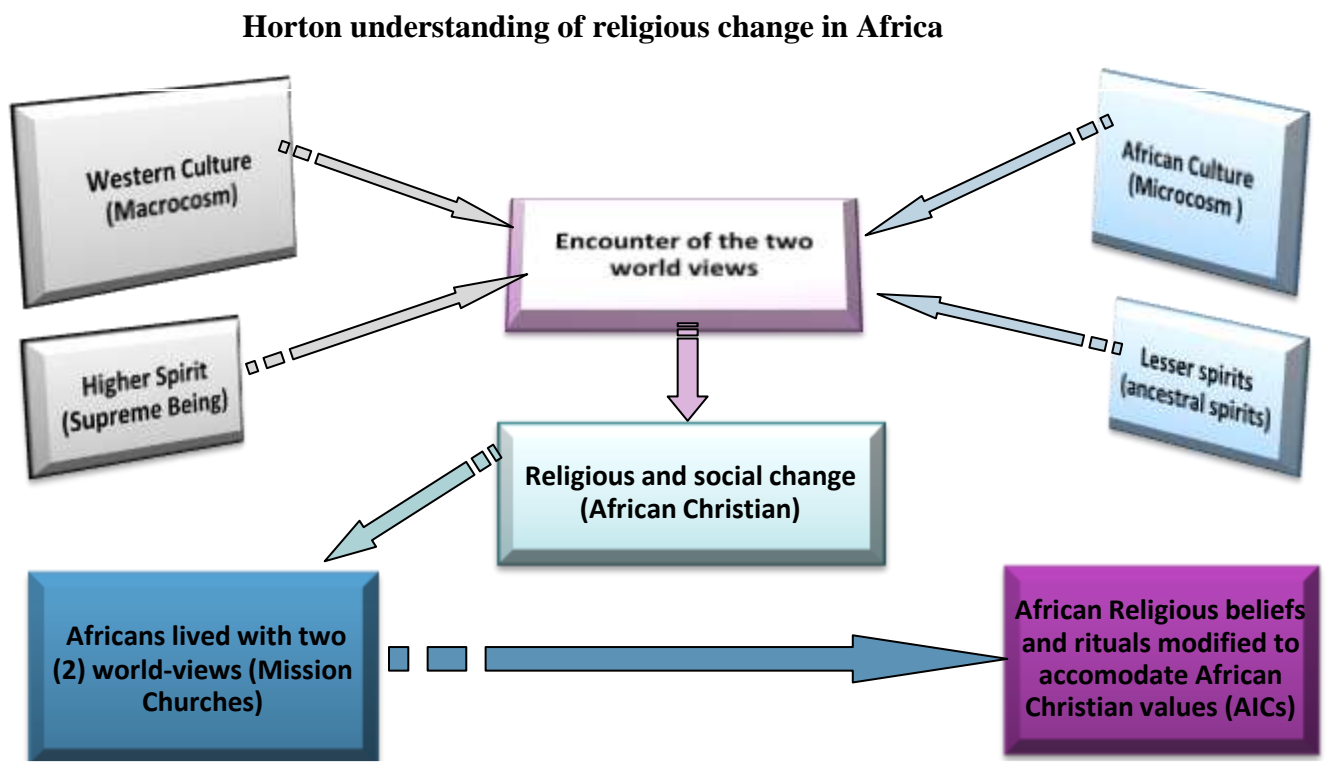 Horton understanding of religious change in Africa
Western Culture
(Macrocosm)
African Culture
(Microcosm )
Encounter of the two
world views
Higher Spirit
(Supreme Being)
Lesser spirits
(ancestral spirits)
Religious and social change
(African Christian)
Africans lived with two
(2) world-views (Mission
Churches)
African Religious beliefs
and rituals modified to
accomodate African
Christian values (AICs)